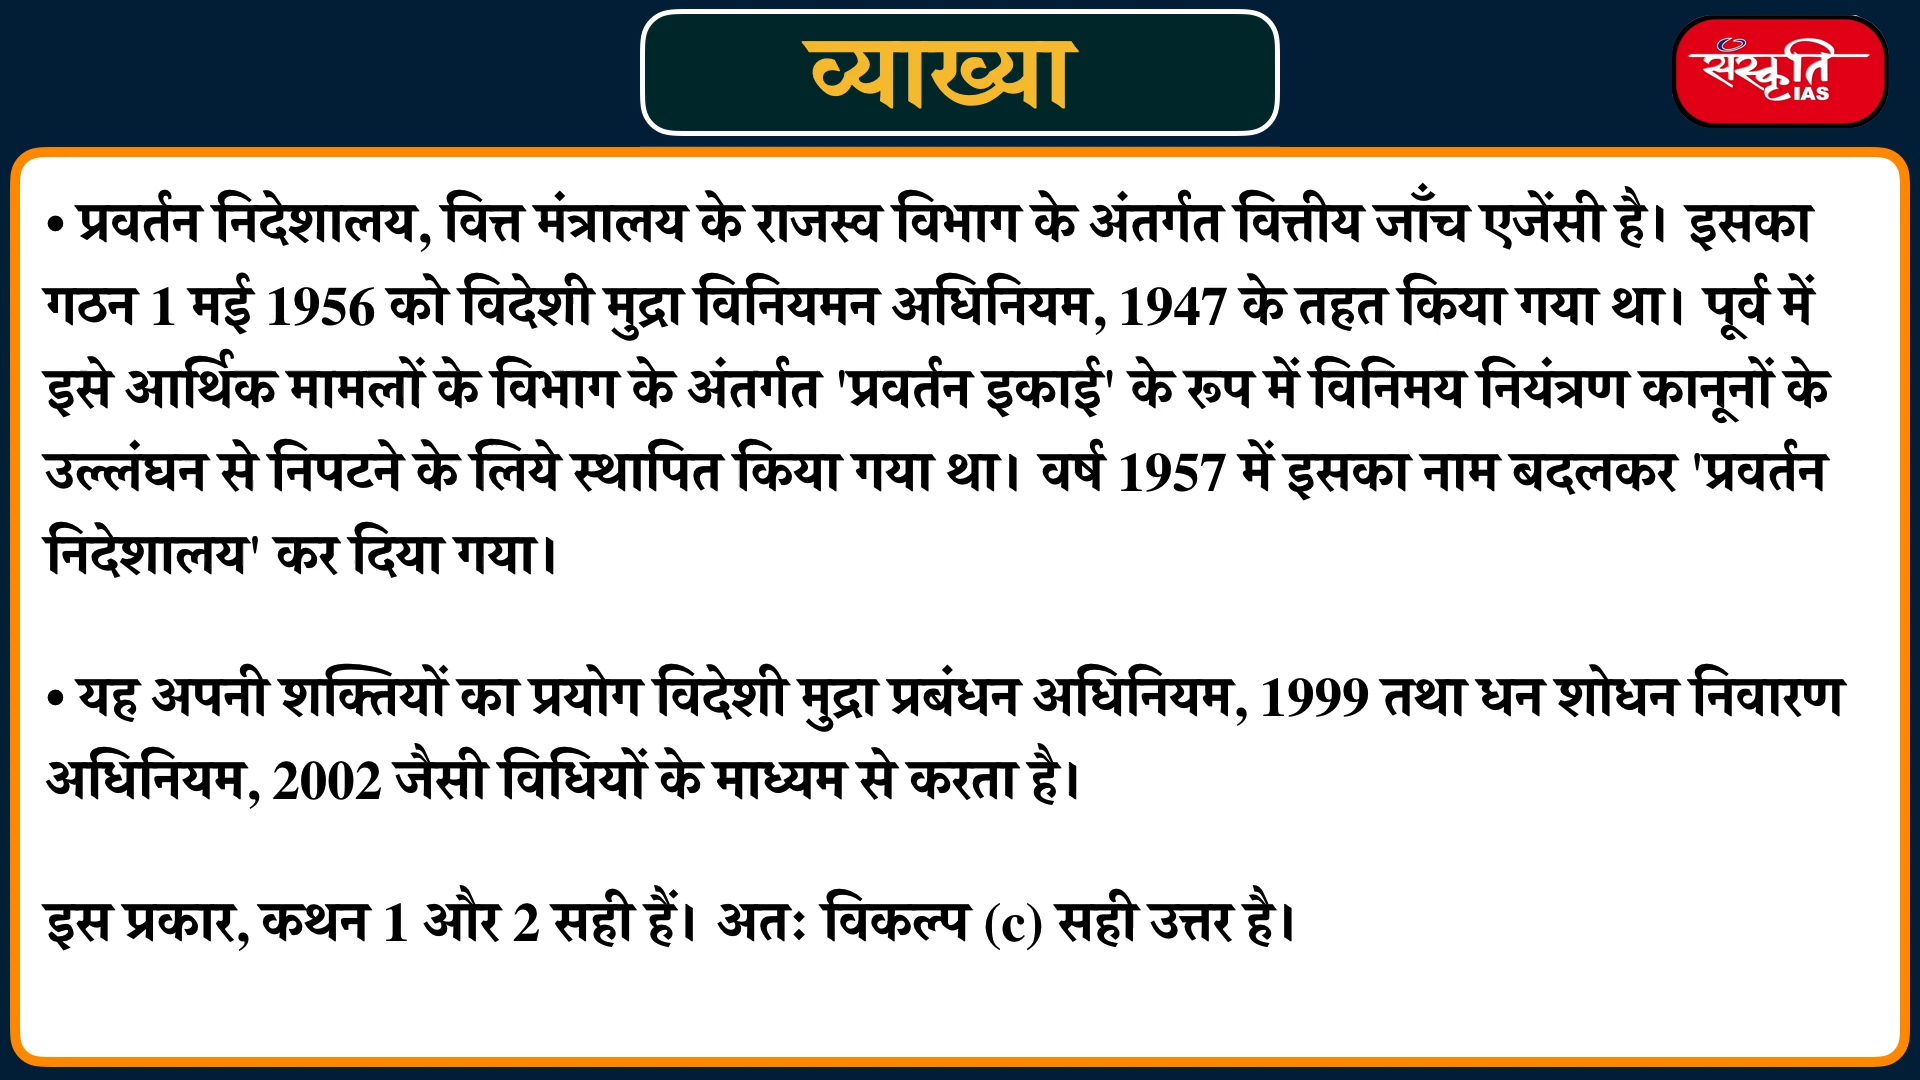 व्याख्या
संस्कृति
IAS
• प्रवर्तन निदेशालय, वित्त मंत्रालय के राजस्व विभाग के अंतर्गत वित्तीय जाँच एजेंसी है। इसका
गठन 1 मई 1956 को विदेशी मुद्रा विनियमन अधिनियम, 1947 के तहत किया गया था। पूर्व में
इसे आर्थिक मामलों के विभाग के अंतर्गत 'प्रवर्तन इकाई' के रूप में विनिमय नियंत्रण कानूनों के
उल्लंघन से निपटने के लिये स्थापित किया गया था। वर्ष 1957 में इसका नाम बदलकर 'प्रवर्तन
निदेशालय' कर दिया गया।
• यह अपनी शक्तियों का प्रयोग विदेशी मुद्रा प्रबंधन अधिनियम, 1999 तथा धन शोधन निवारण
अधिनियम, 2002 जैसी विधियों के माध्यम से करता है।
इस प्रकार, कथन 1 और 2 सही हैं। अतः विकल्प (c) सही उत्तर है।